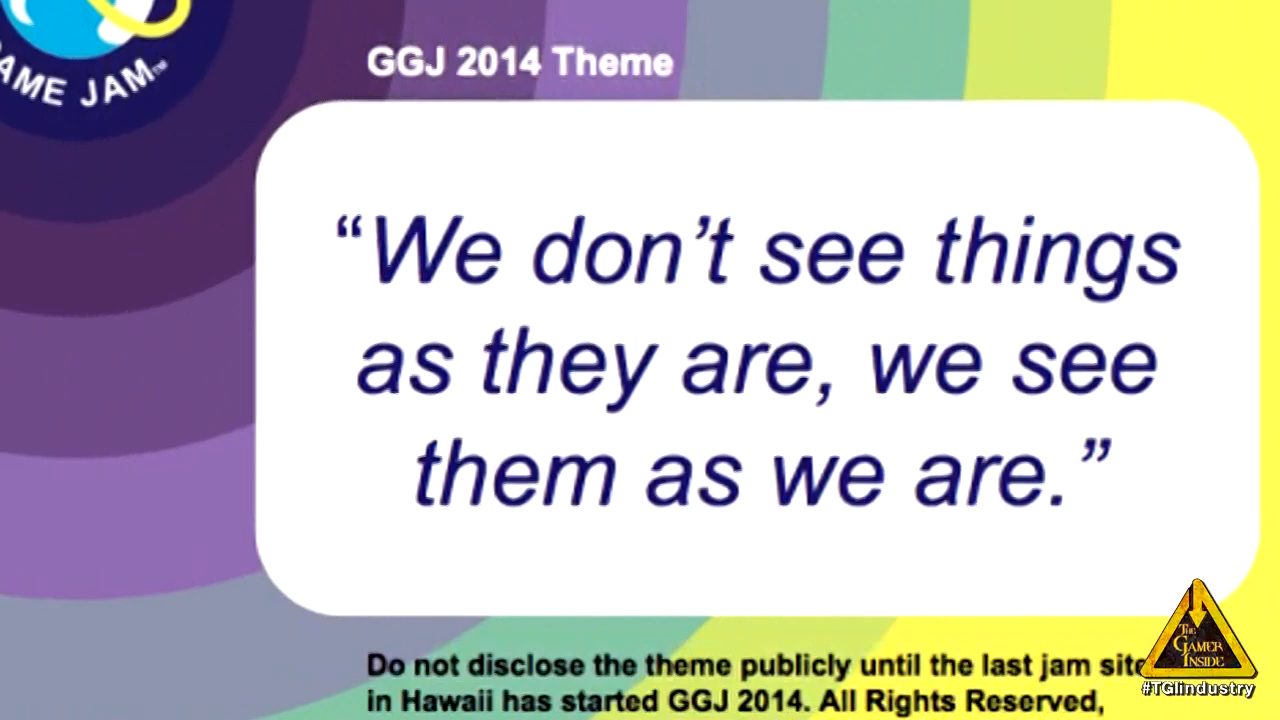 AME JAM™
GGJ 2014 Theme
“We don’t see things
as they are, we see
them as we are.”
Do not disclose the theme publicly until the last jam site
in Hawaii has started GGJ 2014. All Rights Reserved,
THE
GAMER
INSIDE
#TGIindustry